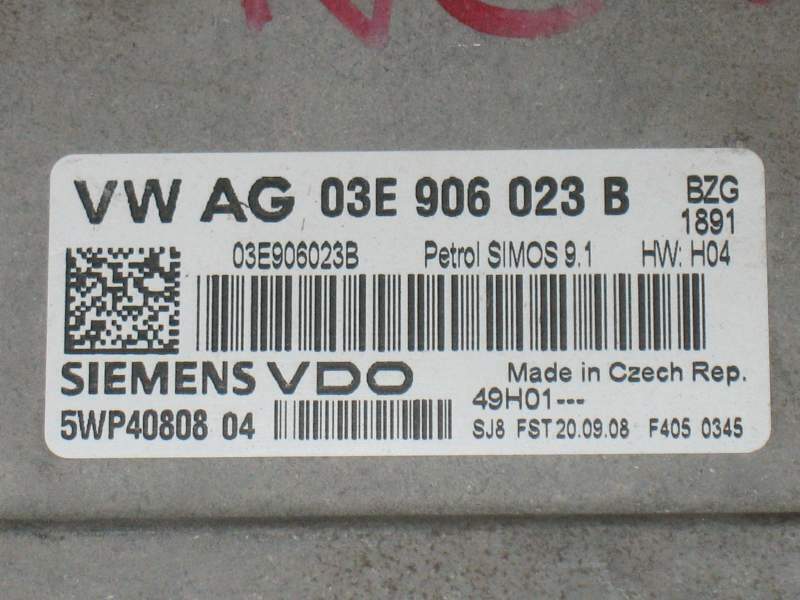 VW AG 03E 906 023 B
BZG
1891
03E906023B Petrol SIMOS 9.1 HW: H04
SIEMENS VDO
Made in Czech Rep.
49H01---
5WP40808 04
SJ8 FST 20.09.08 F405 0345